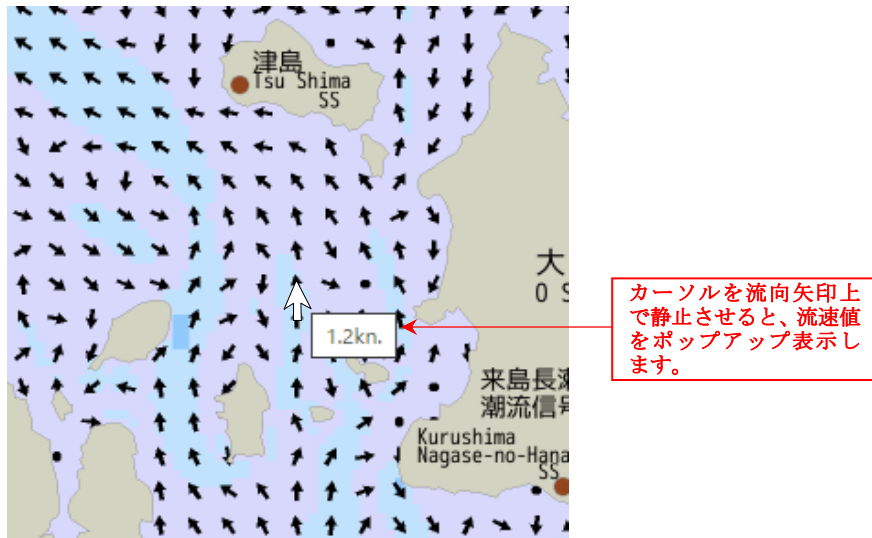 津島
Tsu Shima
SS
大
O S
1.2kn.
カーソルを流向矢印上
で静止させると、流速値
をポップアップ表示し
ます。
来島長瀬
潮流信号
Kurushima
Nagase-no-Hana
SS